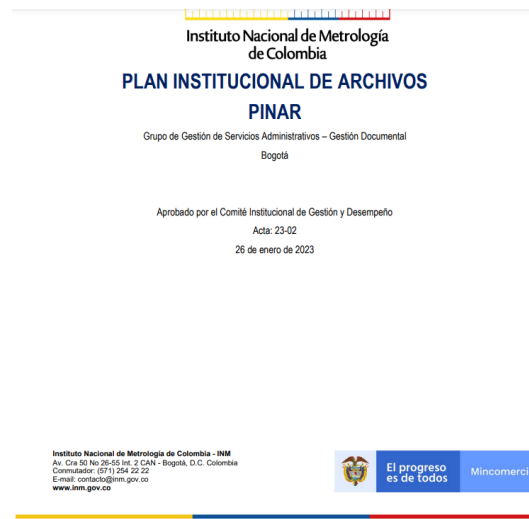 Instituto Nacional de Metrología
de Colombia
PLAN INSTITUCIONAL DE ARCHIVOS
PINAR
Grupo de Gestión de Servicios Administrativos – Gestión Documental
Bogotá
Aprobado por el Comité Institucional de Gestión y Desempeño
Acta: 23-02
26 de enero de 2023
Instituto Nacional de Metrología de Colombia - INM
Av. Cra 50 No 26-55 Int. 2 CAN - Bogotá, D.C. Colombia
Conmutador: (571) 254 22 22
E-mail: contacto@inm.gov.co
www.inm.gov.co
El progreso
es de todos
Mincomerci